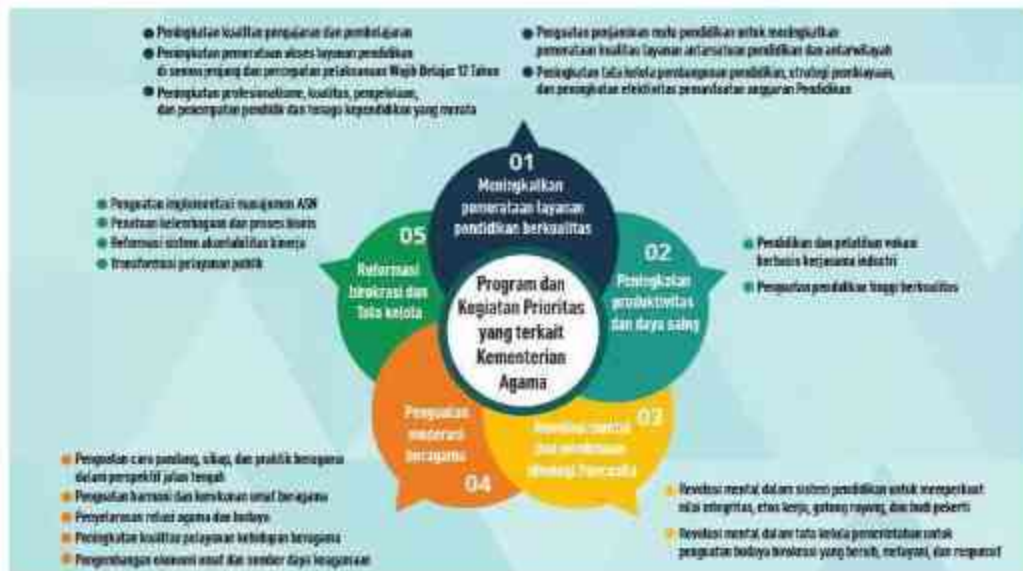 Peningkatan kualitas pengajaran dan pembelajaran
Peningkatan pemerataan akses layanan pendidikan
di semua jenjang dan percepatan pelaksanaan Wajib Belajar 12 Tahun
Peningkatan profesionalisme, kualitas, pengelolaan,
dan penempatan pendidik dan tenaga kependidikan yang merata
Penguatan penjaminan mutu pendidikan untuk meningkatkan
pemerataan kualitas layanan antarsatuan pendidikan dan antarwilayah
Peningkatan tata kelola pembangunan pendidikan, strategi pembiayaan,
dan peningkatan efektivitas pemanfaatan anggaran Pendidikan
01
Meningkatkan
pemerataan layanan
pendidikan berkualitas
Penguatan implementasi manajemen ASN
Penataan kelembagaan dan proses bisnis
Reformasi sistem akuntabilitas kinerja
Transformasi pelayanan publik
05
Reformasi
birokrasi dan
Tata kelola
02
Peningkatan
produktivitas
dan daya saing
Pendidikan dan pelatihan vokasi
berbasis kerjasama industri
Penguatan pendidikan tinggi berkualitas
Program dan
Kegiatan Prioritas
yang terkait
Kementerian
Agama
03
Revolusi mental
dan pembinaan
ideologi Pancasila
Penguatan
moderasi
beragama
04
Penguatan cara pandang, sikap, dan praktik beragama
dalam perspektif jalan tengah
Penguatan harmoni dan kerukunan umat beragama
Penyelarasan relasi agama dan budaya
Peningkatan kualitas pelayanan kehidupan beragama
Pengembangan ekonomi umat dan sumber daya keagamaan
Revolusi mental dalam sistem pendidikan untuk memperkuat
nilai integritas, etos kerja, gotong royong, dan budi pekerti
Revolusi mental dalam tata kelola pemerintahan untuk
penguatan budaya birokrasi yang bersih, melayani, dan responsif